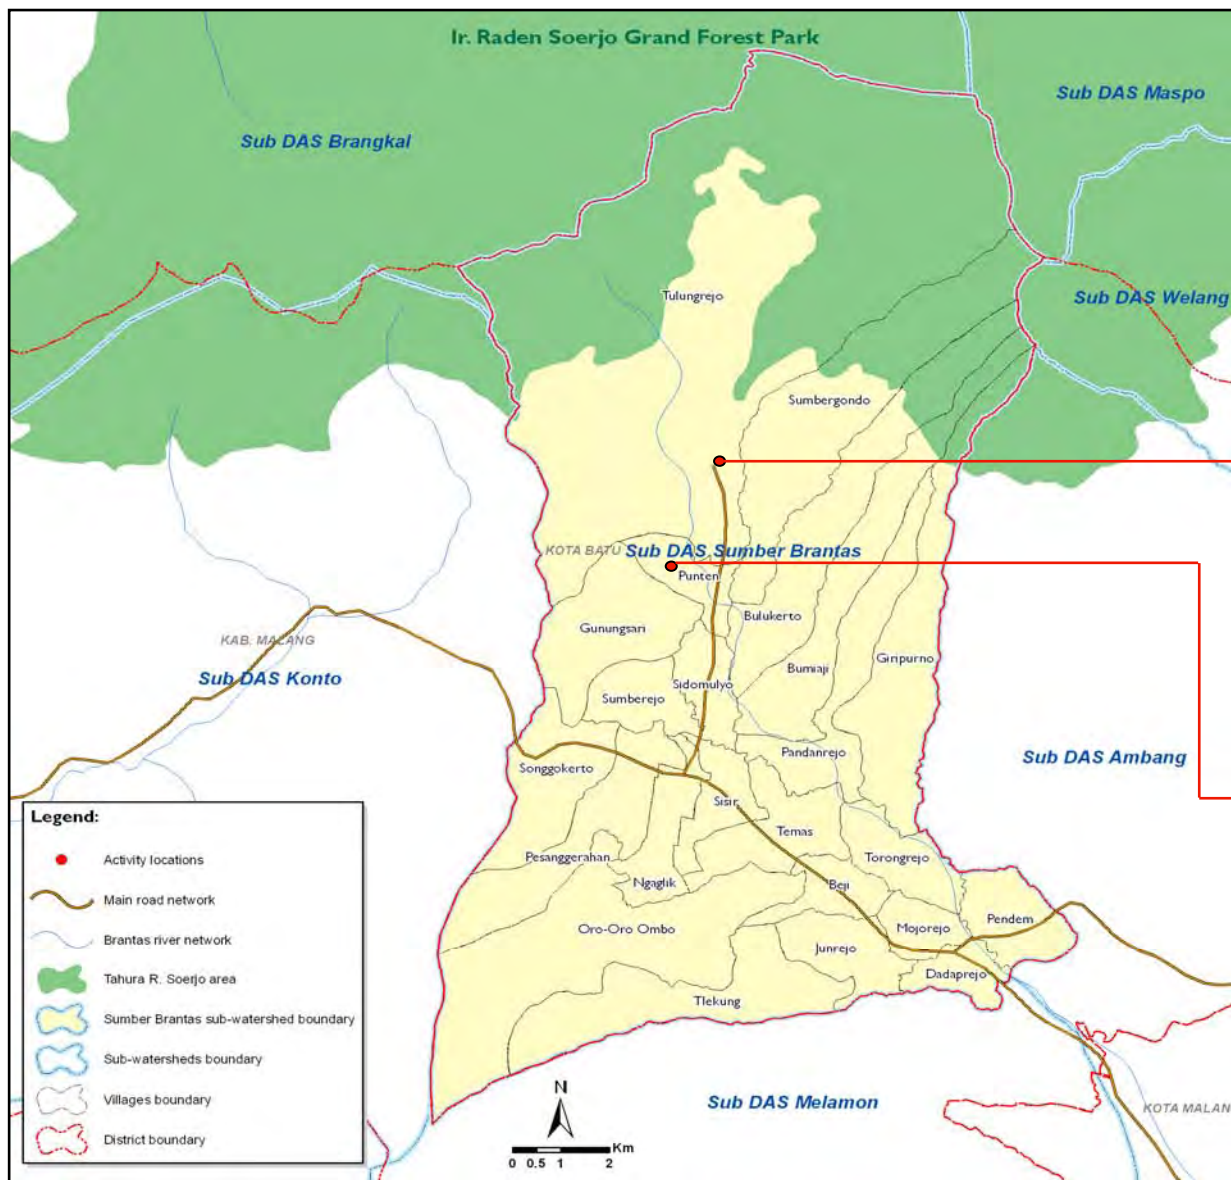 Ir. Raden Soerjo Grand Forest Park
Sub DAS Maspo
Sub DAS Brangkal
Tulungrejo
Sub DAS Welang
Sumbergondo
KOTA BATU
Sub DAS Sumber Brantas
Punten
Bulukerto
Gunungsari
KAB. MALANG
Bumiaji
Giripurno
Sub DAS Konto
Sidomulyo
Sumberejo
Pandanrejo
Sub DAS Ambang
Songgokerto
Sisir
Temas
Pesanggerahan
Torongrejo
Ngaglik
Beji
Pendem
Oro-Oro Ombo
Mojorejo
Junrejo
Dadaprejo
Tlekung
Sub DAS Melamon
KOTA MALAN
Legend:
Activity locations
Main road network
Brantas river network
Tahura R. Soerjo area
Sumber Brantas sub-watershed boundary
Sub-watersheds boundary
Villages boundary
District boundary
N
Km
0 0.5 1 2